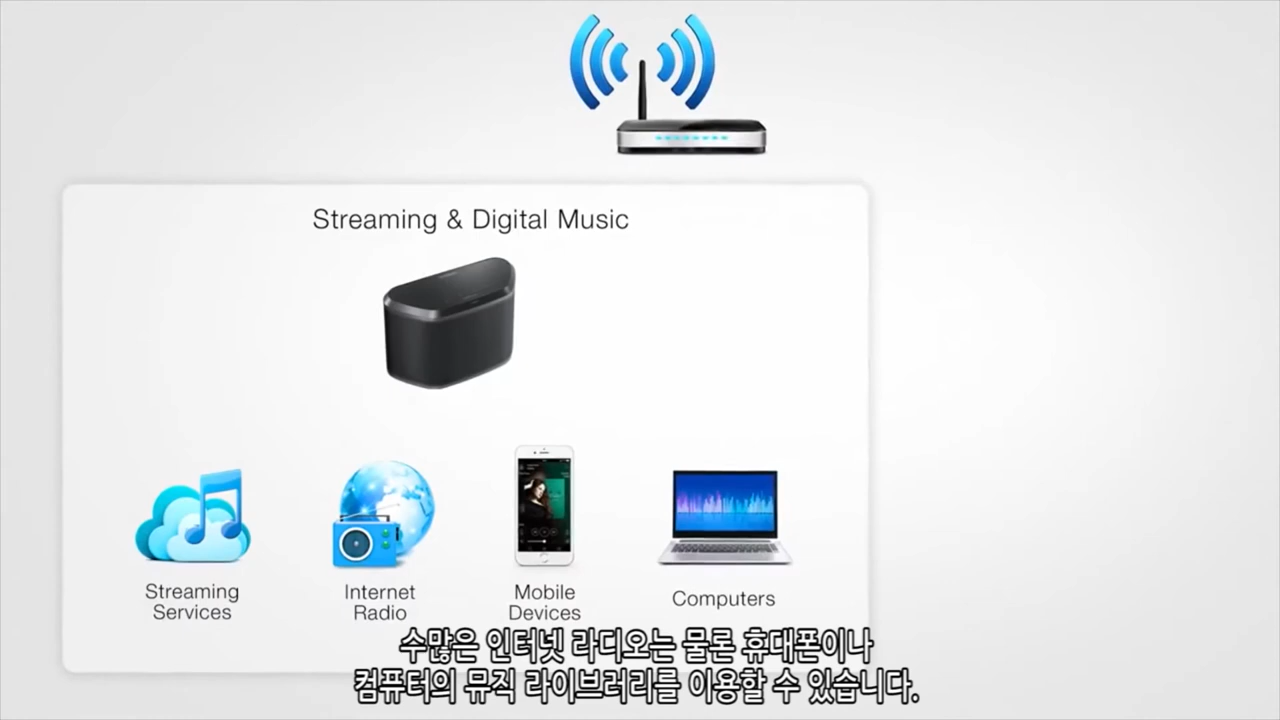 Streaming & Digital Music
Streaming
Services
Internet
Radio
Mobile
Devices
Computers
수많은 인터넷 라디오는 물론 휴대폰이나
컴퓨터의 뮤직 라이브러리를 이용할 수 있습니다.